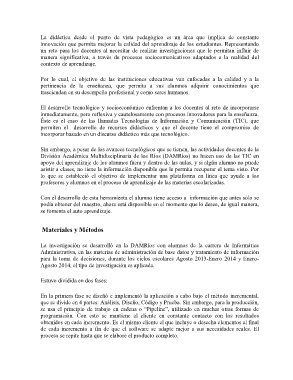 La didáctica desde el punto de vista pedagógico es un área que implica de constante
innovación que permita mejorar la calidad del aprendizaje de los estudiantes. Representando
un reto para los docentes al necesitar de realizar investigaciones que le permitan influir de
manera significativa, a través de procesos sociocomunicativos adaptados a la realidad del
contexto de aprendizaje.
Por lo cual, el objetivo de las instituciones educativas van enfocadas a la calidad y a la
pertinencia de la enseñanza, que permita a sus alumnos adquirir conocimientos que
trasciendan en su desempeño profesional y como seres humanos.
El desarrollo tecnológico y socioeconómico enfrentan a los docentes al reto de incorporarse
inmediatamente, pero reflexiva y cautelosamente con procesos innovadores para la enseñanza.
Este es el caso de las llamadas Tecnologías de Información y Comunicación (TIC), que
permiten el desarrollo de recursos didácticos y que el docente tiene el compromiso de
incorporar basado en un discurso didáctico más que tecnológico.
Sin embargo, a pesar de los avances tecnológicos que se tienen, las actividades docentes de la
División Académica Multidisciplinaria de los Ríos (DAMRíos) no hacen uso de las TIC en
apoyo del aprendizaje de los alumnos fuera y dentro de las aulas, y si algún alumno no puede
asistir a clases, no tiene la información disponible que le permita recuperar el tema visto. Por
lo que se estableció el objetivo de implementar una plataforma en línea que ayude a los
profesores y alumnos en el proceso de aprendizaje de las materias escolarizadas.
Con el desarrollo de esta herramienta el alumno tiene acceso a información que antes sólo se
podía obtener del maestro, ahora está disponible en el momento que lo desee, de igual manera,
se fomenta el auto aprendizaje.
Materiales y Métodos
La investigación se desarrolló en la DAMRíos con alumnos de la carrera de Informática
Administrativa, en las materias de administración de base datos y tratamiento de información
para la toma de decisiones, durante los ciclos escolares Agosto 2013-Enero 2014 y Enero-
Agosto 2014, el tipo de investigación es aplicada.
Estuvo dividida en dos fases:
En la primera fase se diseñó e implementó la aplicación a cabo bajo el método incremental,
que se divide en 4 partes: Análisis, Diseño, Código y Prueba. Sin embargo, para la producción,
se usa el principio de trabajo en cadena o "Pipeline", utilizado en muchas otras formas de
programación. Con esto se mantiene al cliente en constante contacto con los resultados
obtenidos en cada incremento. Es el mismo cliente el que incluye o desecha elementos al final
de cada incremento a fin de que el software se adapte mejor a sus necesidades reales. El
proceso se repite hasta que se elabore el producto completo.